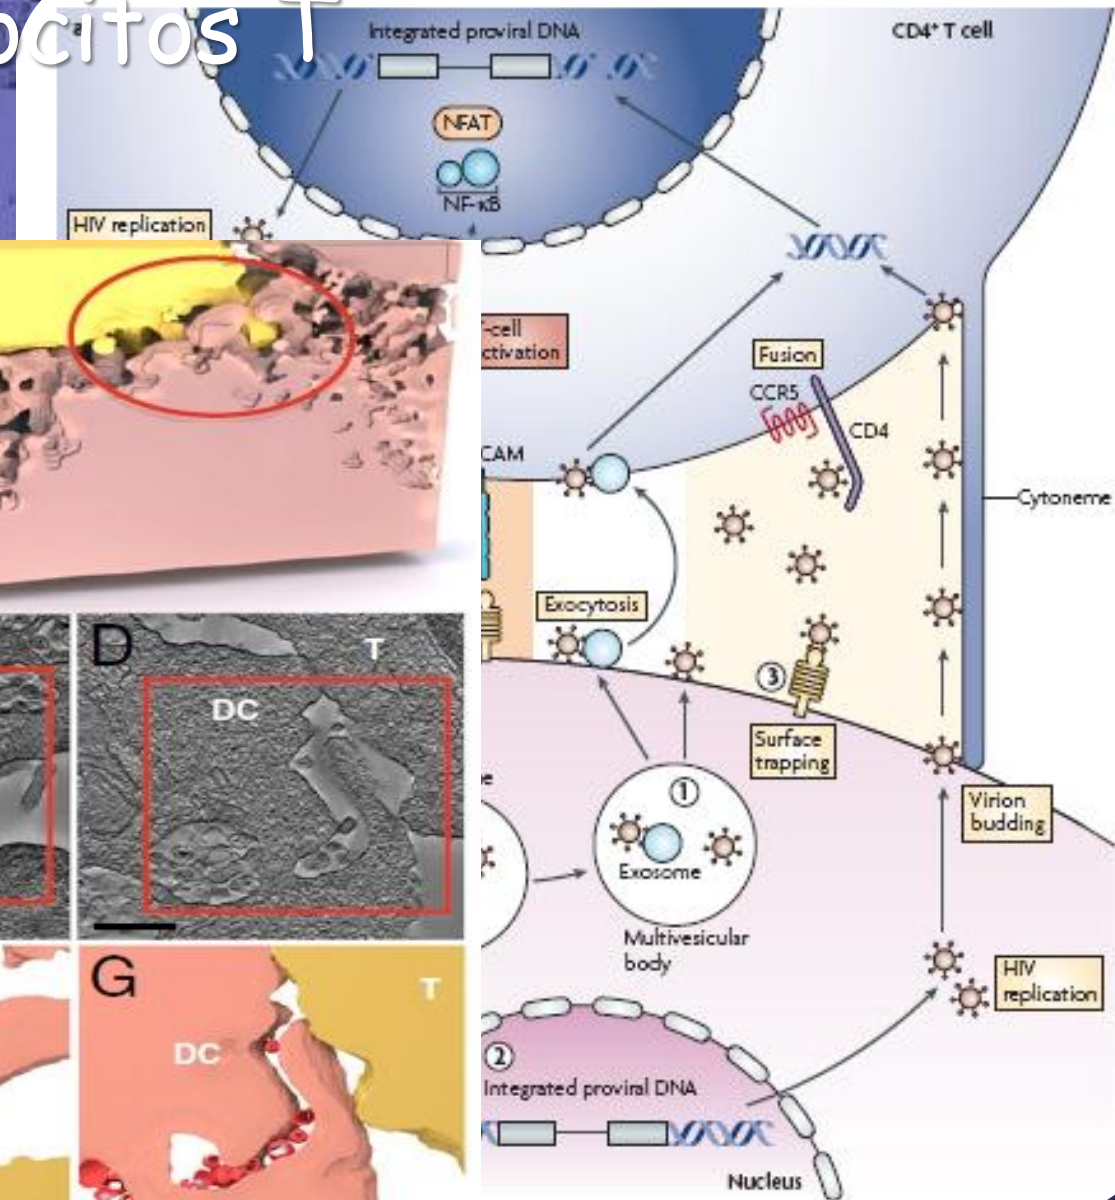 ocitos T
a
Integrated proviral DNA
CD4⁺ T cell
NFAT
NF-κB
HIV replication
-cell
ctivation
Fusion
CCR5
CD4
CAM
Cytoneme
Exocytosis
D
T
DC
3
Surface
trapping
1
Virion
budding
Exosome
Multivesicular
body
HIV
replication
G
T
DC
2
Integrated proviral DNA
Nucleus